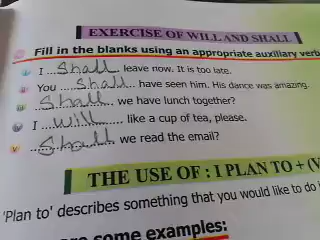 EXERCISE OF WILL AND SHALL
Fill in the blanks using an appropriate auxiliary verb
I ...Shall... leave now. It is too late.
You ...Shall... have seen him. His dance was amazing.
Shall... we have lunch together?
I ...will... like a cup of tea, please.
Shall... we read the email?
THE USE OF : I PLAN TO + (V
'Plan to' describes something that you would like to do i
are some examples: